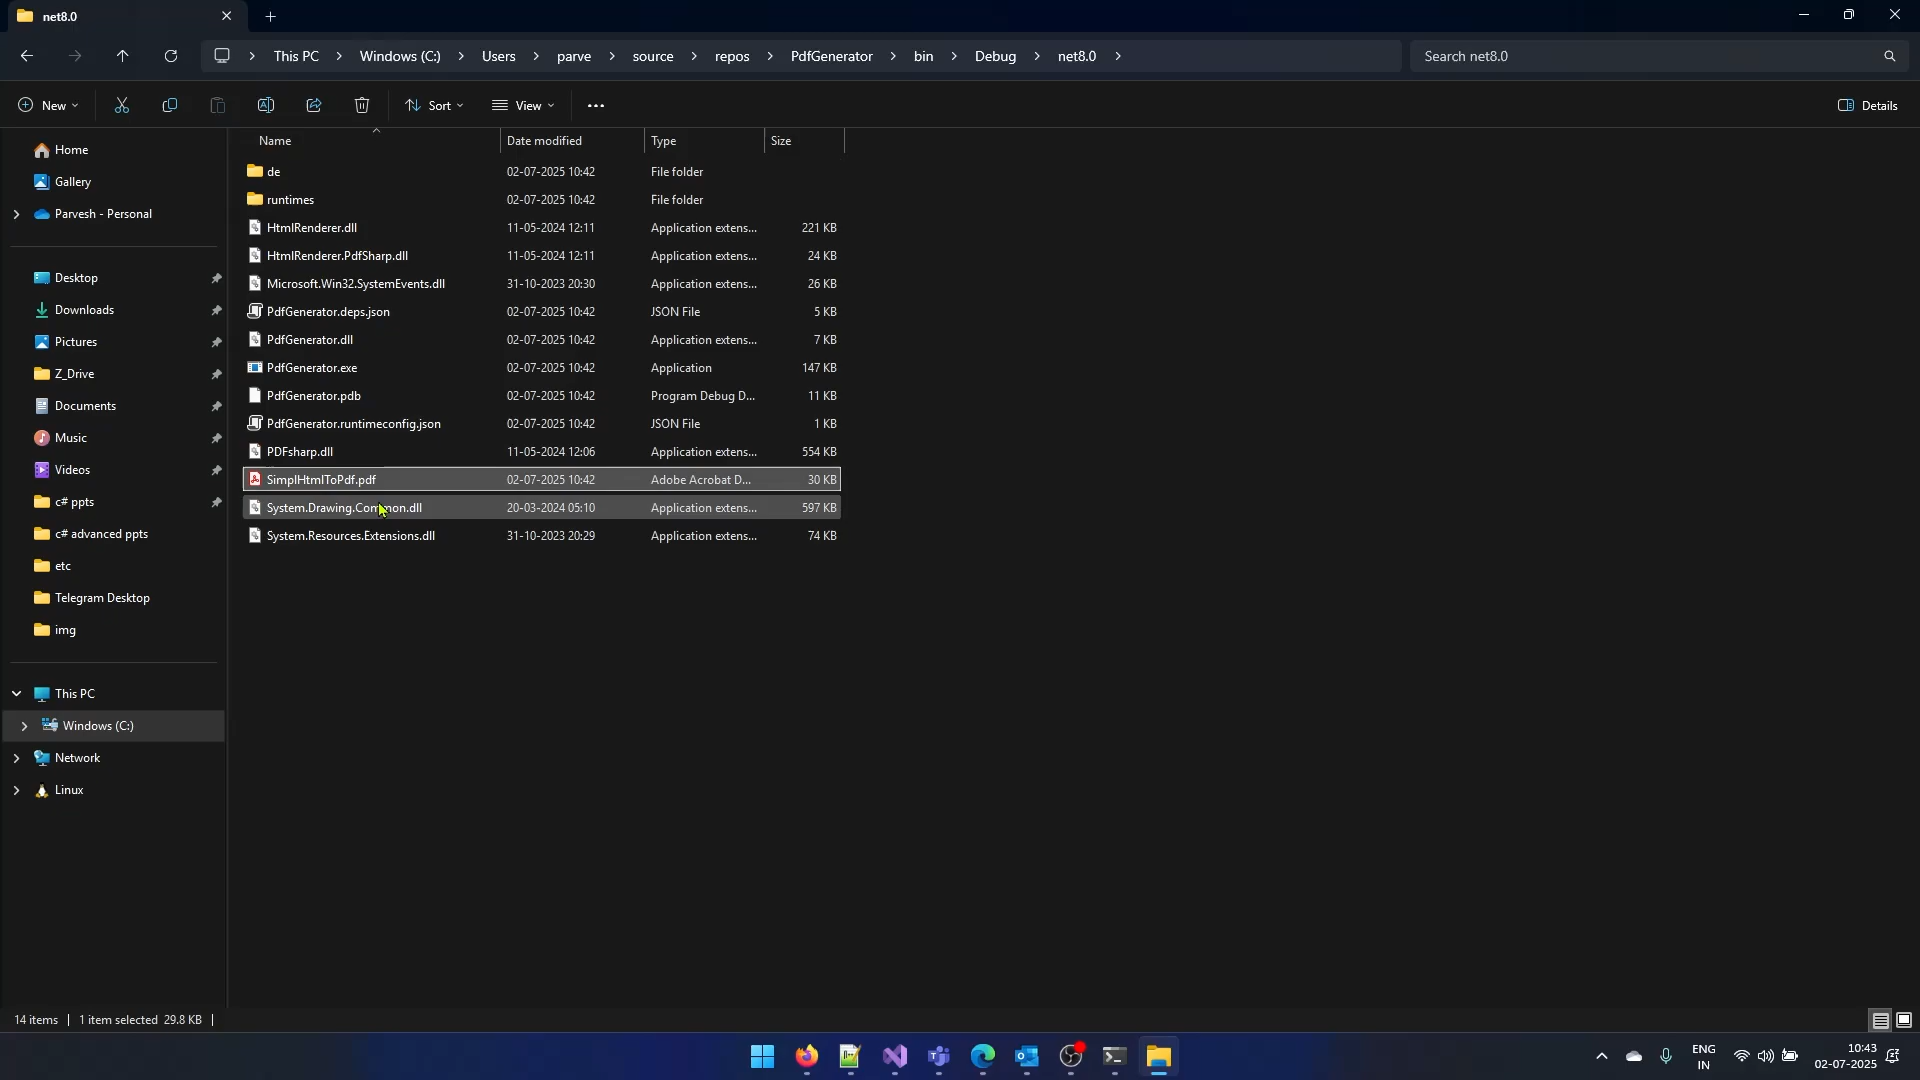 net8.0
This PC > Windows (C:) > Users > parve > source > repos > PdfGenerator > bin > Debug > net8.0 >
Search net8.0
New
Sort
View
Details
Name Date modified Type Size
de 02-07-2025 10:42 File folder
runtimes 02-07-2025 10:42 File folder
HtmlRenderer.dll 11-05-2024 12:11 Application extens... 221 KB
HtmlRenderer.PdfSharp.dll 11-05-2024 12:11 Application extens... 24 KB
Microsoft.Win32.SystemEvents.dll 31-10-2023 20:30 Application extens... 26 KB
PdfGenerator.deps.json 02-07-2025 10:42 JSON File 5 KB
PdfGenerator.dll 02-07-2025 10:42 Application extens... 7 KB
PdfGenerator.exe 02-07-2025 10:42 Application 147 KB
PdfGenerator.pdb 02-07-2025 10:42 Program Debug D... 11 KB
PdfGenerator.runtimeconfig.json 02-07-2025 10:42 JSON File 1 KB
PDFsharp.dll 11-05-2024 12:06 Application extens... 554 KB
SimplHtmlToPdf.pdf 02-07-2025 10:42 Adobe Acrobat D... 30 KB
System.Drawing.Common.dll 20-03-2024 05:10 Application extens... 597 KB
System.Resources.Extensions.dll 31-10-2023 20:29 Application extens... 74 KB
Home
Gallery
Parvesh - Personal
Desktop
Downloads
Pictures
Z_Drive
Documents
Music
Videos
c# ppts
c# advanced ppts
etc
Telegram Desktop
img
This PC
Windows (C:)
Network
Linux
14 items | 1 item selected 29.8 KB |
ENG
IN
10:43
02-07-2025